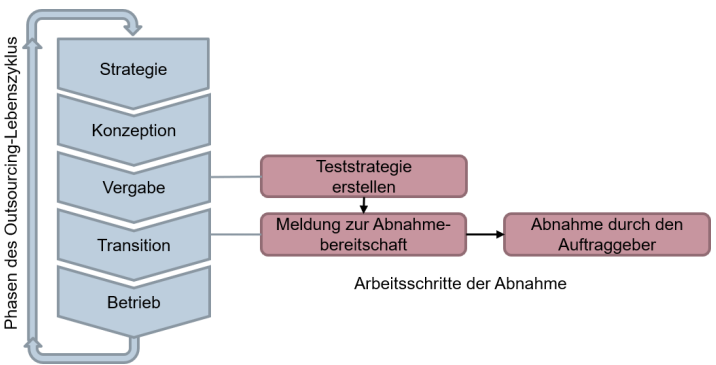 Phasen des Outsourcing-Lebenszyklus
Strategie
Konzeption
Vergabe
Transition
Betrieb
Teststrategie
erstellen
Meldung zur Abnahme-
bereitschaft
Abnahme durch den
Auftraggeber
Arbeitsschritte der Abnahme